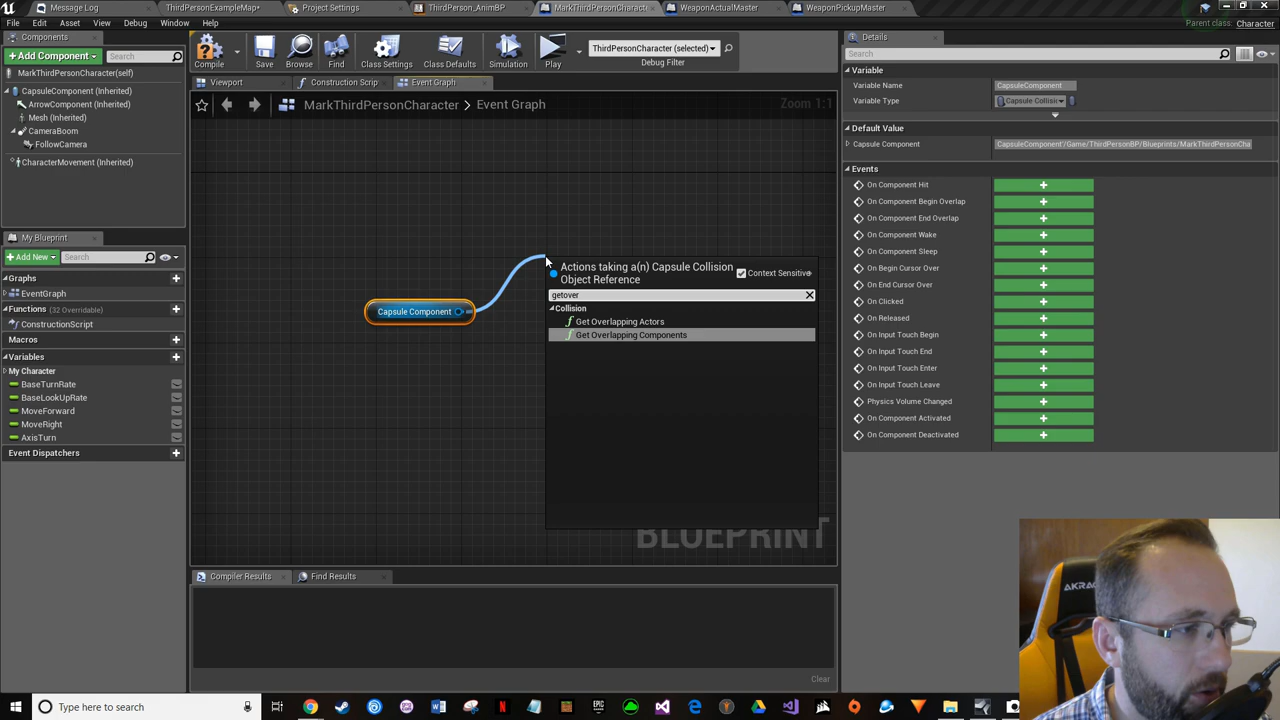 Message Log
ThirdPersonExampleMap*
Project Settings
ThirdPerson_AnimBP
MarkThirdPersonCharacte
WeaponActualMaster
WeaponPickupMaster
File
Edit
Asset
View
Debug
Window
Help
Parent class: Character
Components
+ Add Component
Search
MarkThirdPersonCharacter(self)
CapsuleComponent (Inherited)
ArrowComponent (Inherited)
Mesh (Inherited)
CameraBoom
FollowCamera
CharacterMovement (Inherited)
My Blueprint
+ Add New
Search
Graphs
EventGraph
Functions (32 Overridable)
ConstructionScript
Macros
Variables
My Character
BaseTurnRate
BaseLookUpRate
MoveForward
MoveRight
AxisTurn
Event Dispatchers
Compile
Save
Browse
Find
Class Settings
Class Defaults
Simulation
Play
ThirdPersonCharacter (selected)
Debug Filter
Viewport
Construction Scrip
Event Graph
MarkThirdPersonCharacter > Event Graph
Zoom 1:1
Capsule Component
Actions taking a(n) Capsule Collision
Object Reference
Context Sensitive
getover
Collision
Get Overlapping Actors
Get Overlapping Components
BLUEPRINT
Compiler Results
Find Results
Clear
Details
Search
Variable
Variable Name
CapsuleComponent
Variable Type
Capsule Collisi
Default Value
Capsule Component
CapsuleComponent'/Game/ThirdPersonBP/Blueprints/MarkThirdPersonCha
Events
On Component Hit
On Component Begin Overlap
On Component End Overlap
On Component Wake
On Component Sleep
On Begin Cursor Over
On End Cursor Over
On Clicked
On Released
On Input Touch Begin
On Input Touch End
On Input Touch Enter
On Input Touch Leave
Physics Volume Changed
On Component Activated
On Component Deactivated
AKRAC
Type here to search